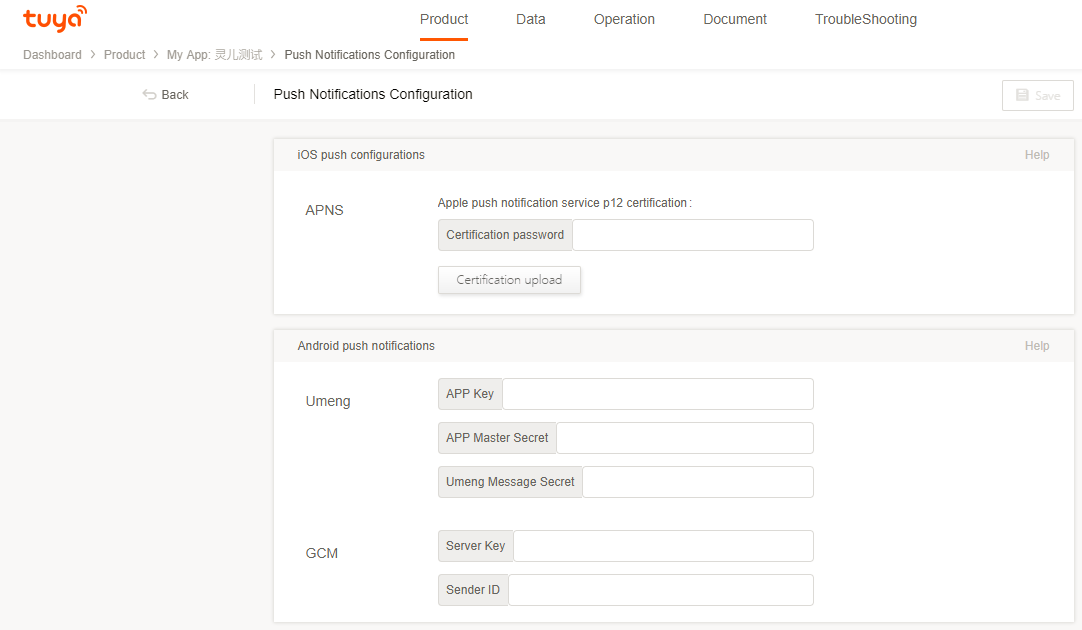 tuya
Product Data Operation Document TroubleShooting
Dashboard > Product > My App: 灵儿测试 > Push Notifications Configuration
Back Push Notifications Configuration Save
iOS push configurations Help
APNS
Apple push notification service p12 certification:
Certification password
Certification upload
Android push notifications Help
Umeng
APP Key
APP Master Secret
Umeng Message Secret
GCM
Server Key
Sender ID